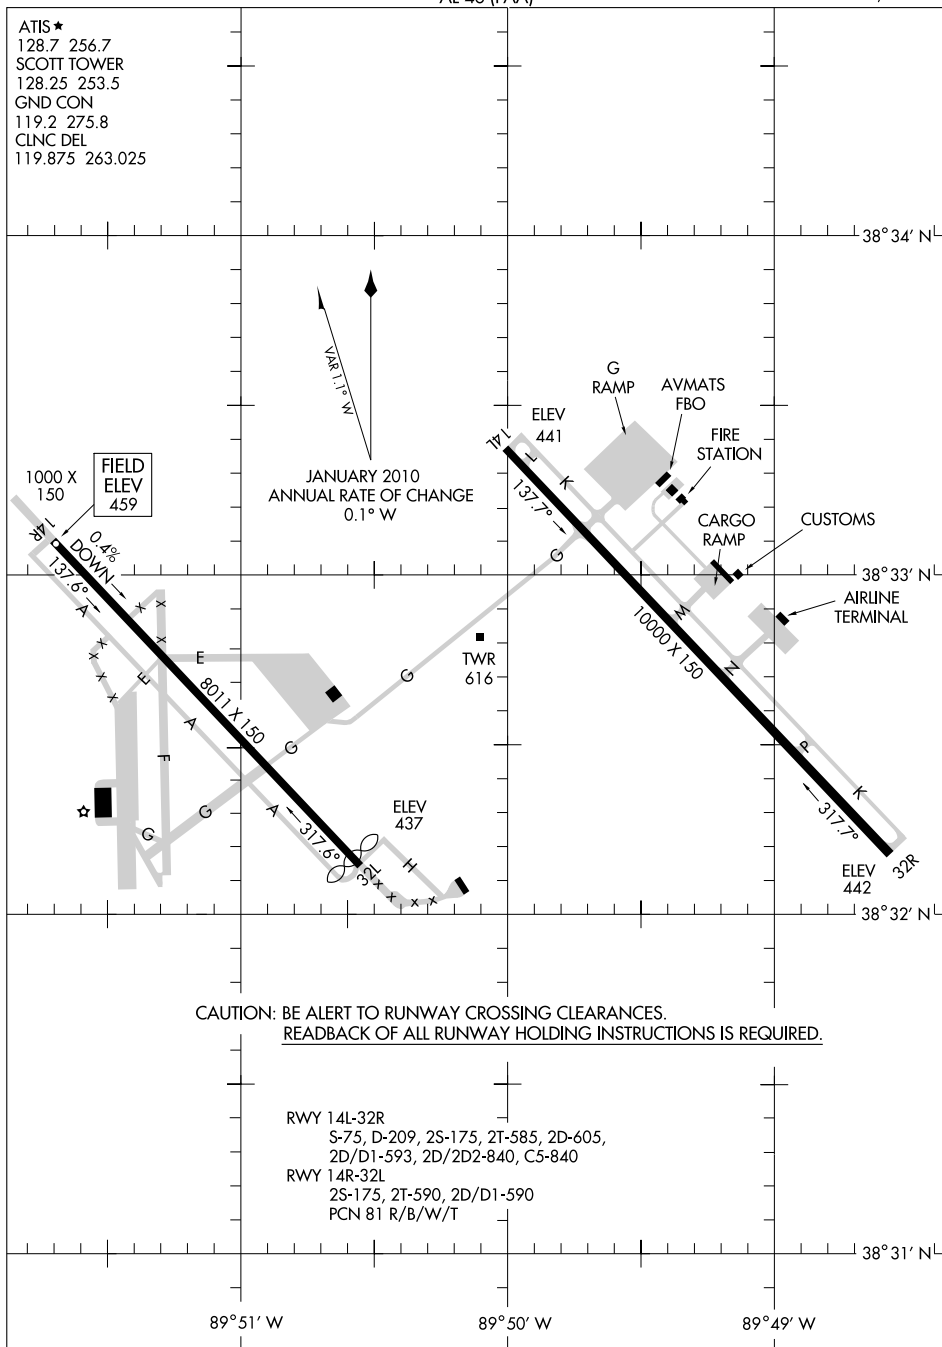 AL-43 (FAA)
ATIS★
128.7 256.7
SCOTT TOWER
128.25 253.5
GND CON
119.2 275.8
CLNC DEL
119.875 263.025
38°34' N
VAR 1.1° W
JANUARY 2010
ANNUAL RATE OF CHANGE
0.1° W
G
RAMP
AVMATS
FBO
FIRE
STATION
ELEV
441
14L
L
K
137.7°
G
CARGO
RAMP
CUSTOMS
AIRLINE
TERMINAL
1000 X
150
FIELD
ELEV
459
14R
0.4%
DOWN
137.6°
A
38°33' N
10000 X 150
M
N
P
K
317.7°
32R
ELEV
442
TWR
616
G
E
E
8011 X 150
A
F
G
G
G
A
317.6°
32L
ELEV
437
H
X X X X X X X X X X X X
38°32' N
CAUTION: BE ALERT TO RUNWAY CROSSING CLEARANCES.
READBACK OF ALL RUNWAY HOLDING INSTRUCTIONS IS REQUIRED.
RWY 14L-32R
S-75, D-209, 2S-175, 2T-585, 2D-605,
2D/D1-593, 2D/2D2-840, C5-840
RWY 14R-32L
2S-175, 2T-590, 2D/D1-590
PCN 81 R/B/W/T
38°31' N
89°51' W
89°50' W
89°49' W